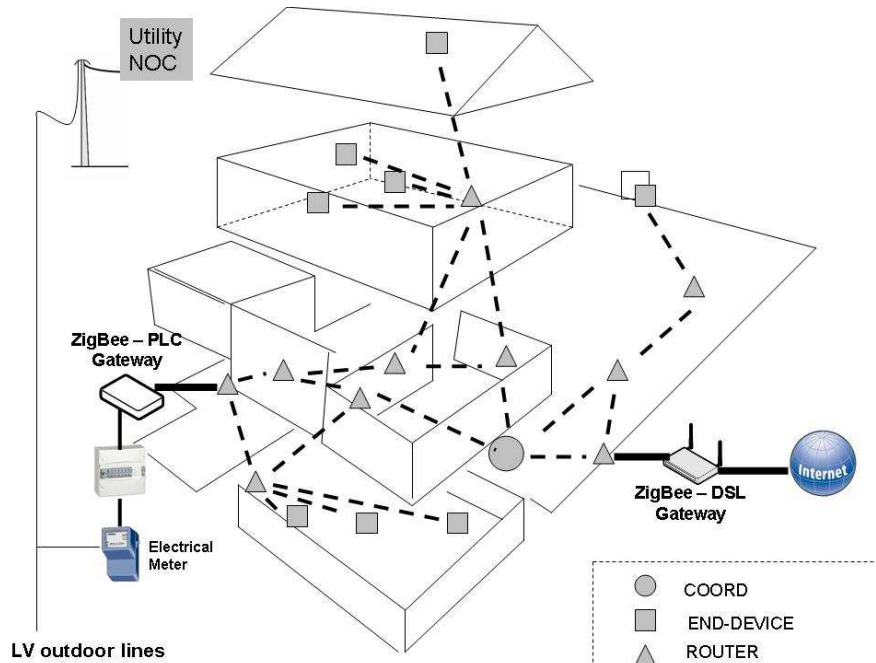 Utility
NOC
ZigBee – PLC
Gateway
Internet
ZigBee – DSL
Gateway
Electrical
Meter
COORD
END-DEVICE
ROUTER
LV outdoor lines